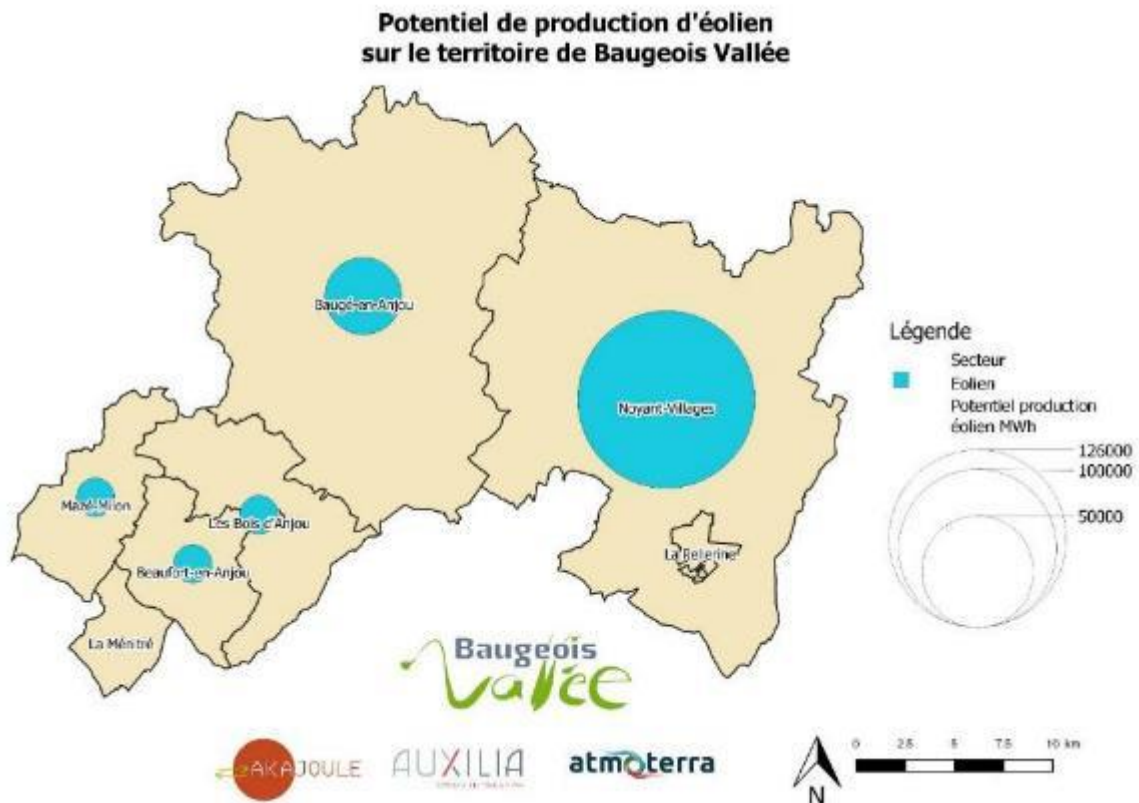 Potentiel de production d'éolien
sur le territoire de Baugeois Vallée
Baugé-en-Anjou
Noyant-Villages
Mazé-Milon
Les Bois d'Anjou
Beaufort-en-Anjou
La Pellerine
La Ménitré
Légende
Secteur
Eolien
Potentiel production
éolien MWh
126000
100000
50000
Baugeois
Vallée
AKAJOULE
AUXILIA
atmoterra
N
0 2.5 5 7.5 10 km